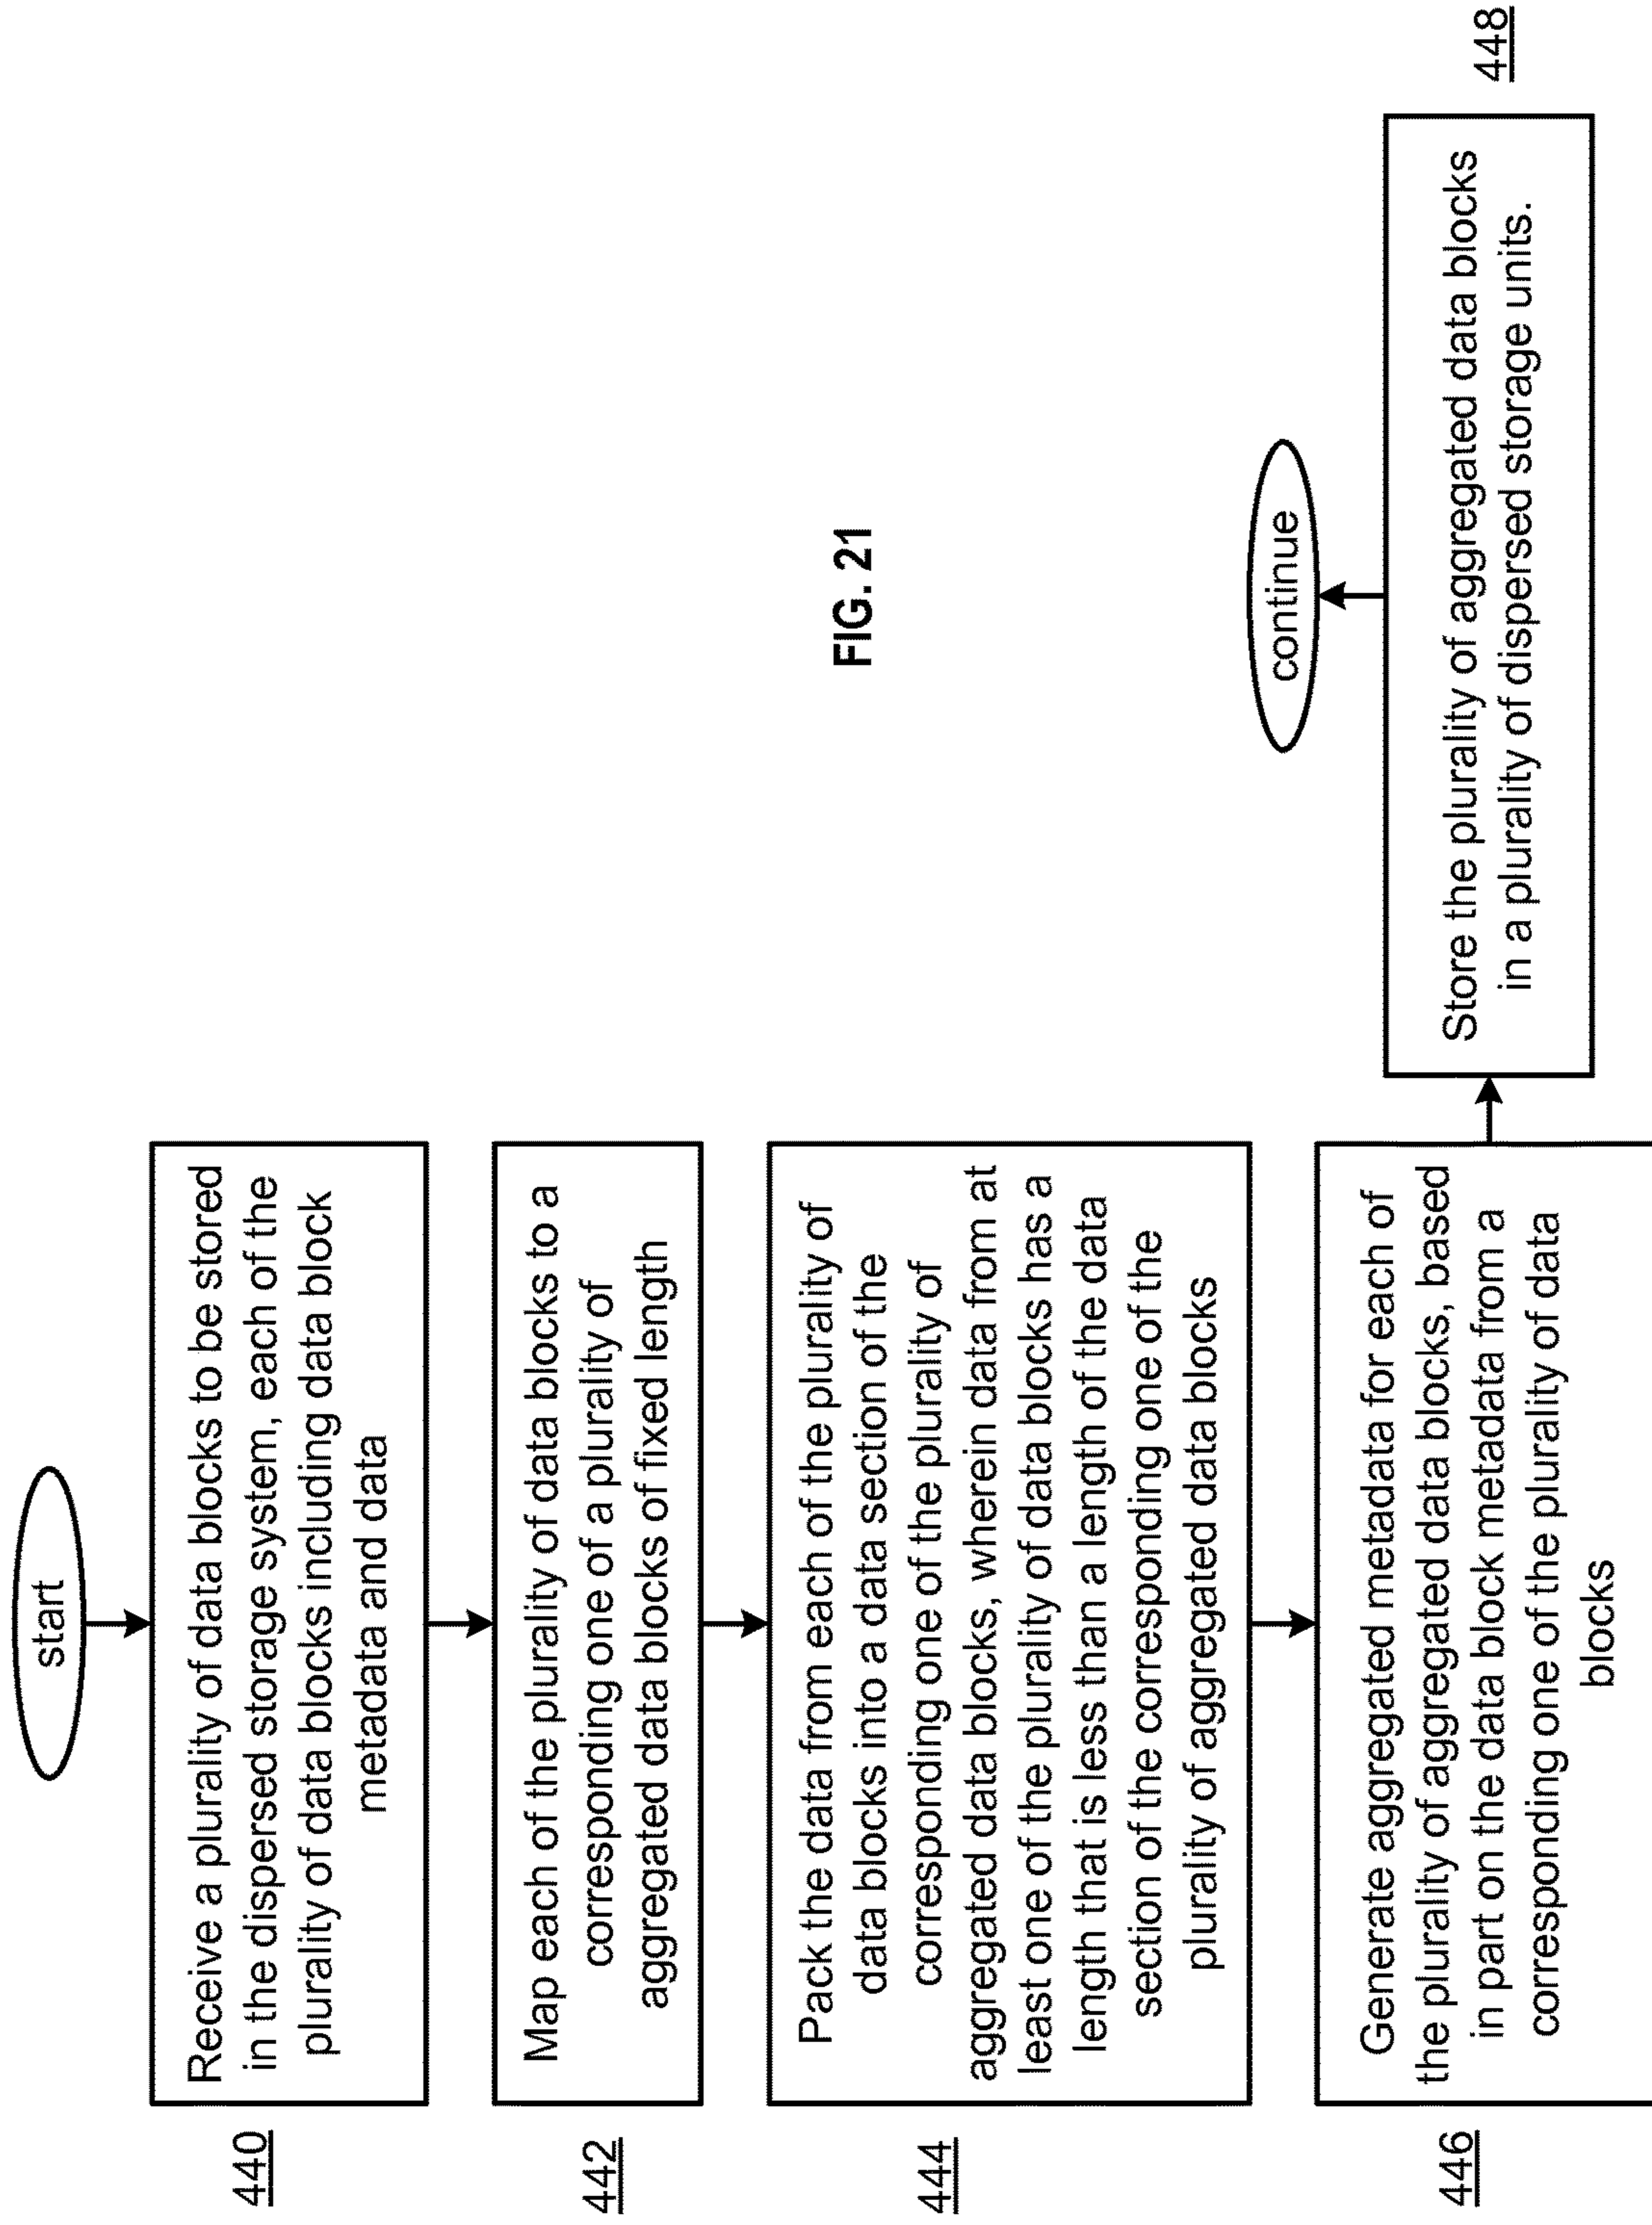 start
440
Receive a plurality of data blocks to be stored
in the dispersed storage system, each of the
plurality of data blocks including data block
metadata and data
442
Map each of the plurality of data blocks to a
corresponding one of a plurality of
aggregated data blocks of fixed length
444
Pack the data from each of the plurality of
data blocks into a data section of the
corresponding one of the plurality of
aggregated data blocks, wherein data from at
least one of the plurality of data blocks has a
length that is less than a length of the data
section of the corresponding one of the
plurality of aggregated data blocks
446
Generate aggregated metadata for each of
the plurality of aggregated data blocks, based
in part on the data block metadata from a
corresponding one of the plurality of data
blocks
448
Store the plurality of aggregated data blocks
in a plurality of dispersed storage units.
continue
FIG. 21